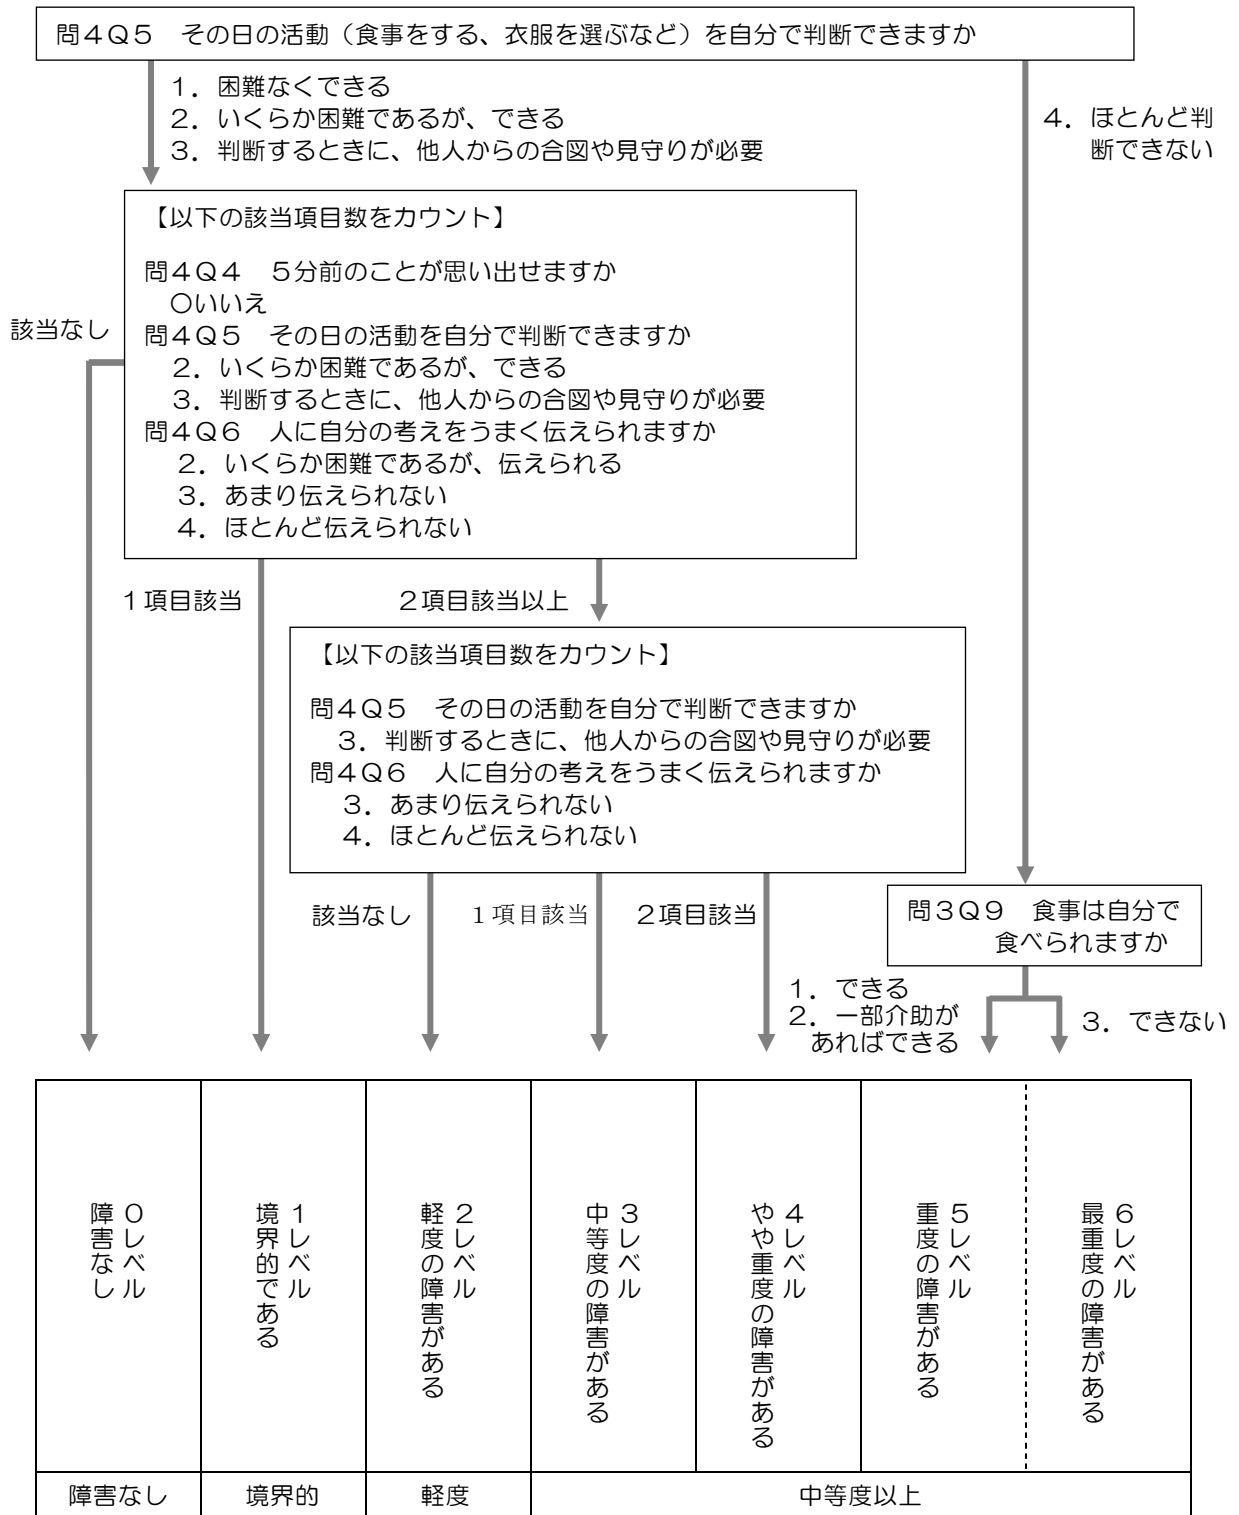 問４Ｑ５　その日の活動（食事をする、衣服を選ぶなど）を自分で判断できますか
１．困難なくできる
２．いくらか困難であるが、できる
３．判断するときに、他人からの合図や見守りが必要
４．ほとんど判
断できない
【以下の該当項目数をカウント】
問４Ｑ４　５分前のことが思い出せますか
〇いいえ
問４Ｑ５　その日の活動を自分で判断できますか
２．いくらか困難であるが、できる
３．判断するときに、他人からの合図や見守りが必要
問４Ｑ６　人に自分の考えをうまく伝えられますか
２．いくらか困難であるが、伝えられる
３．あまり伝えられない
４．ほとんど伝えられない
該当なし
１項目該当
２項目該当以上
【以下の該当項目数をカウント】
問４Ｑ５　その日の活動を自分で判断できますか
３．判断するときに、他人からの合図や見守りが必要
問４Ｑ６　人に自分の考えをうまく伝えられますか
３．あまり伝えられない
４．ほとんど伝えられない
該当なし
１項目該当
２項目該当
問３Ｑ９　食事は自分で
食べられますか
１．できる
２．一部介助が
あればできる
３．できない
０レベル
障害なし
１レベル
境界的である
２レベル
軽度の障害がある
３レベル
中等度の障害がある
４レベル
やや重度の障害がある
５レベル
重度の障害がある
６レベル
最重度の障害がある
障害なし
境界的
軽度
中等度以上